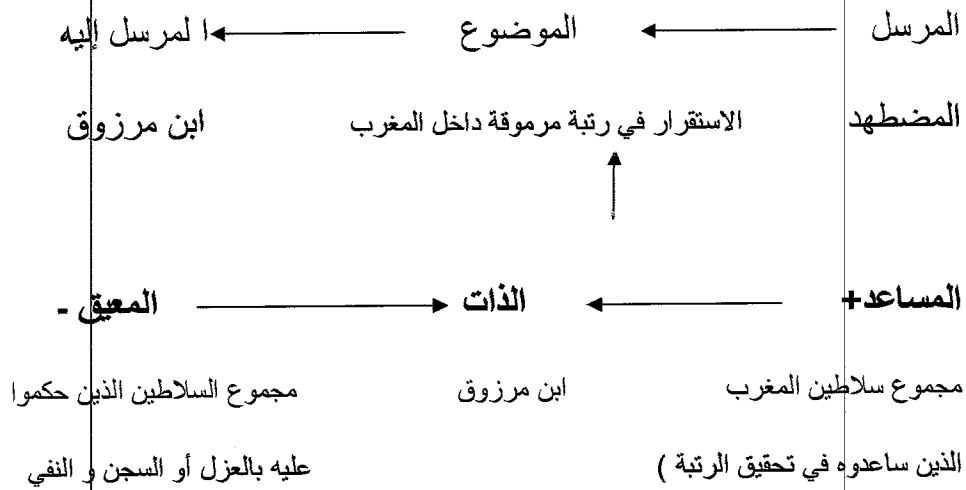 المرسل الموضوع ا لمرسل إليه
المضطهد الاستقرار في رتبة مرموقة داخل المغرب ابن مرزوق
المساعد+ الذات المعيق -
مجموع سلاطين المغرب ابن مرزوق مجموع السلاطين الذين حكموا
الذين ساعدوه في تحقيق الرتبة ) عليه بالعزل أو السجن و النفي